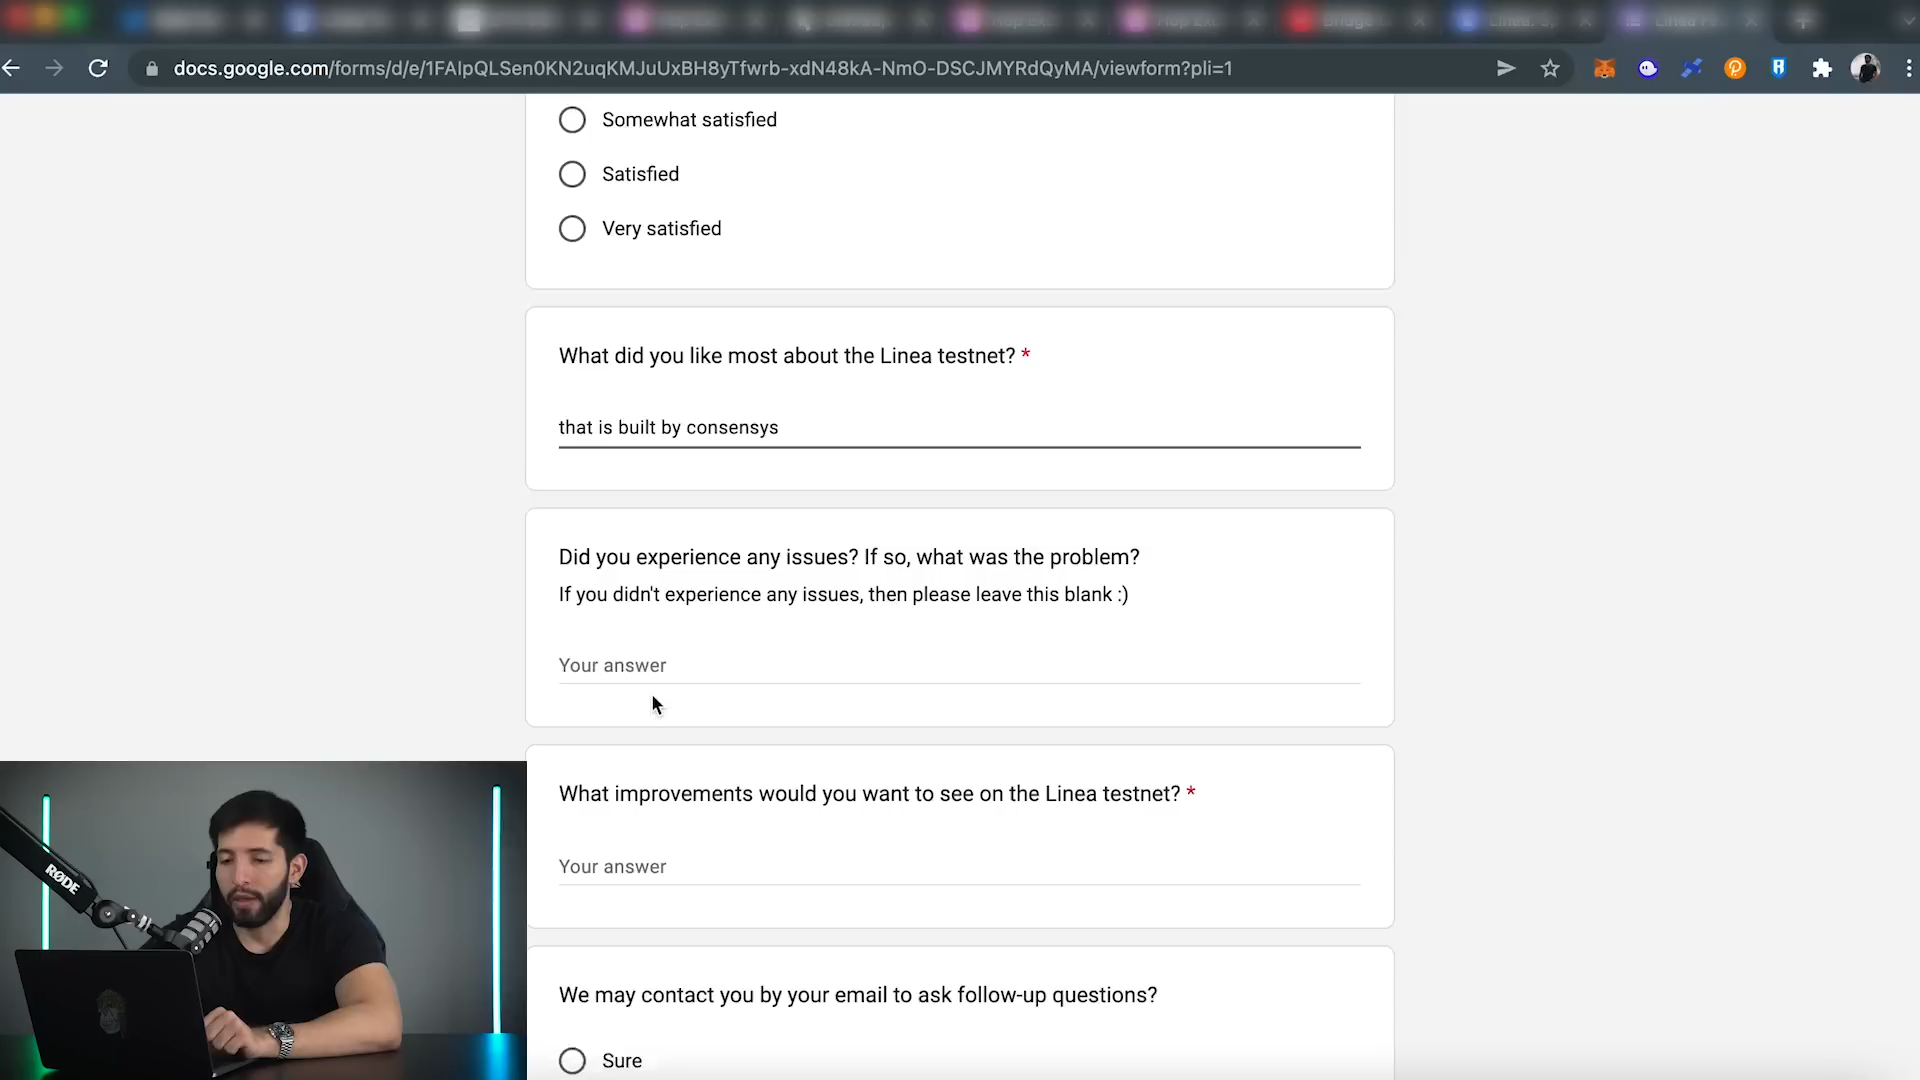 docs.google.com/forms/d/e/1FAIpQLSen0KN2uqKMJuUxBH8yTfwrb-xdN48kA-NmO-DSCJMYRdQyMA/viewform?pli=1
Somewhat satisfied
Satisfied
Very satisfied
What did you like most about the Linea testnet? *
that is built by consensys
Did you experience any issues? If so, what was the problem?
If you didn't experience any issues, then please leave this blank :)
Your answer
What improvements would you want to see on the Linea testnet? *
Your answer
We may contact you by your email to ask follow-up questions?
Sure
RØDE